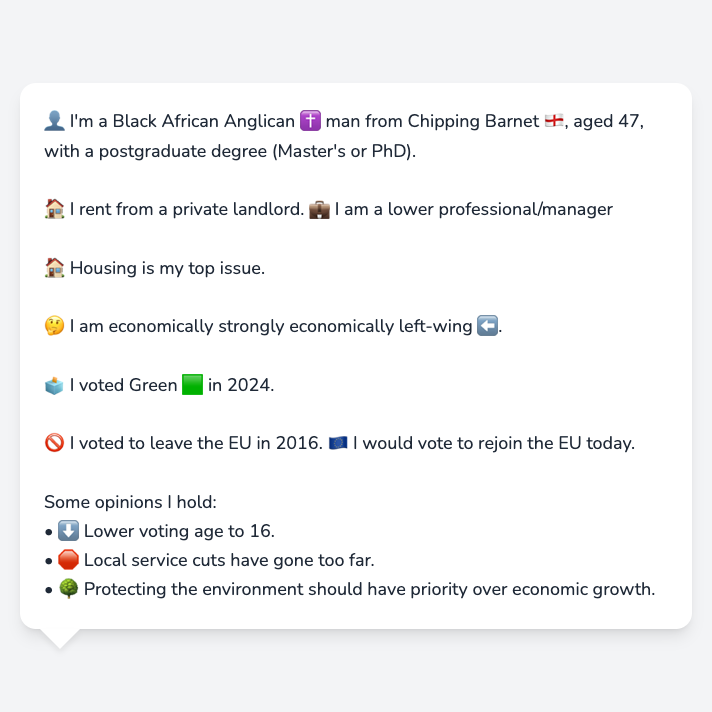 👤 I'm a Black African Anglican ✝️ man from Chipping Barnet 🏴󠁧󠁢󠁥󠁮󠁧󠁿, aged 47,
with a postgraduate degree (Master's or PhD).
🏠 I rent from a private landlord. 💼 I am a lower professional/manager
🏠 Housing is my top issue.
🤔 I am economically strongly economically left-wing ⬅️.
🗳️ I voted Green 🟩 in 2024.
🚫 I voted to leave the EU in 2016. 🇪🇺 I would vote to rejoin the EU today.
Some opinions I hold:
• ⬇️ Lower voting age to 16.
• 🛑 Local service cuts have gone too far.
• 🌳 Protecting the environment should have priority over economic growth.